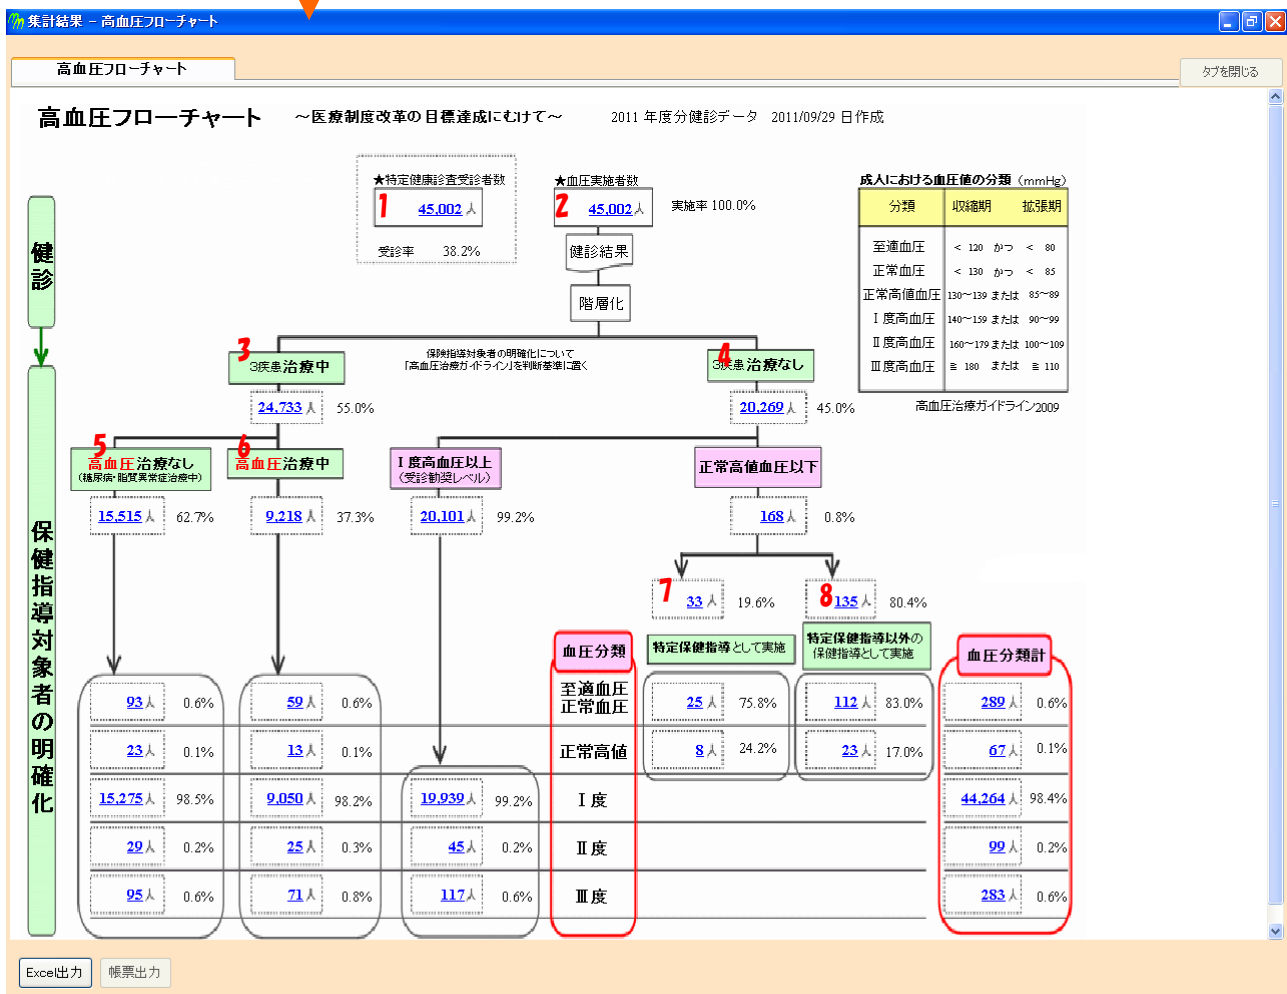 集計結果 － 高血圧フローチャート
高血圧フローチャート
タブを閉じる
高血圧フローチャート ～医療制度改革の目標達成にむけて～ 2011 年度分健診データ 2011/09/29 日作成
★特定健康診査受診者数
1 45,002 人
受診率 38.2%
★血圧実施者数
2 45,002 人 実施率 100.0%
健診結果
階層化
成人における血圧値の分類 (mmHg)
分類 収縮期 拡張期
至適血圧 < 120 かつ < 80
正常血圧 < 130 かつ < 85
正常高値血圧 130～139 または 85～89
Ⅰ度高血圧 140～159 または 90～99
Ⅱ度高血圧 160～179 または 100～109
Ⅲ度高血圧 ≧ 180 または ≧ 110
高血圧治療ガイドライン2009
健診
保健指導対象者の明確化
3 3疾患治療中
保険指導対象者の明確化について
「高血圧治療ガイドライン」を判断基準に置く
4 3疾患治療なし
24,733 人 55.0%
20,269 人 45.0%
5 高血圧治療なし
(糖尿病・脂質異常症治療中)
6 高血圧治療中
Ⅰ度高血圧以上
(受診勧奨レベル)
正常高値血圧以下
15,515 人 62.7%
9,218 人 37.3%
20,101 人 99.2%
168 人 0.8%
7 33 人 19.6%
8 135 人 80.4%
血圧分類
特定保健指導として実施
特定保健指導以外の
保健指導として実施
血圧分類計
93 人 0.6% 59 人 0.6% 至適血圧 正常血圧 25 人 75.8% 112 人 83.0% 289 人 0.6%
23 人 0.1% 13 人 0.1% 正常高値 8 人 24.2% 23 人 17.0% 67 人 0.1%
15,275 人 98.5% 9,050 人 98.2% 19,939 人 99.2% Ⅰ度 44,264 人 98.4%
29 人 0.2% 25 人 0.3% 45 人 0.2% Ⅱ度 99 人 0.2%
95 人 0.6% 71 人 0.8% 117 人 0.6% Ⅲ度 283 人 0.6%
Excel出力
帳票出力